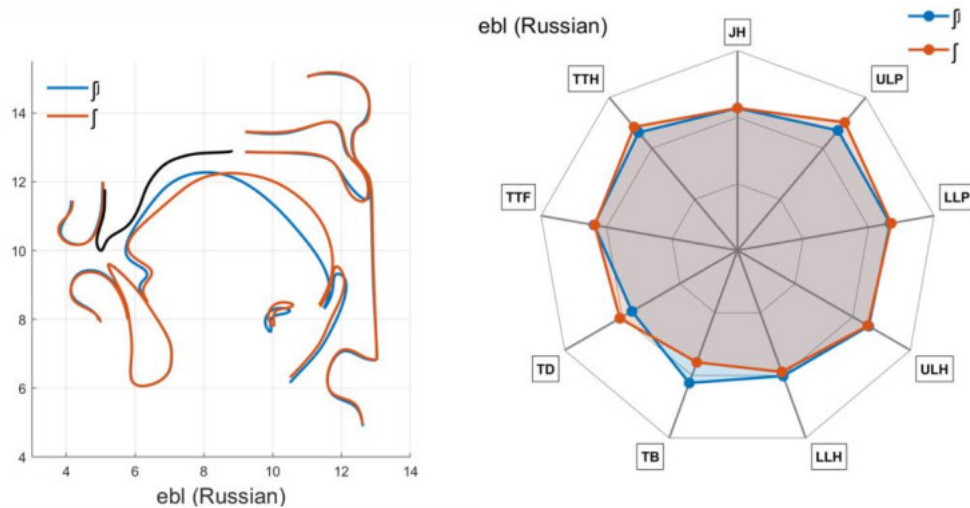 ʃʲ
ʃ
14
12
10
8
6
4
4 6 8 10 12 14
ebl (Russian)
ebl (Russian)
ʃʲ
ʃ
JH
ULP
LLP
ULH
LLH
TB
TD
TTF
TTH